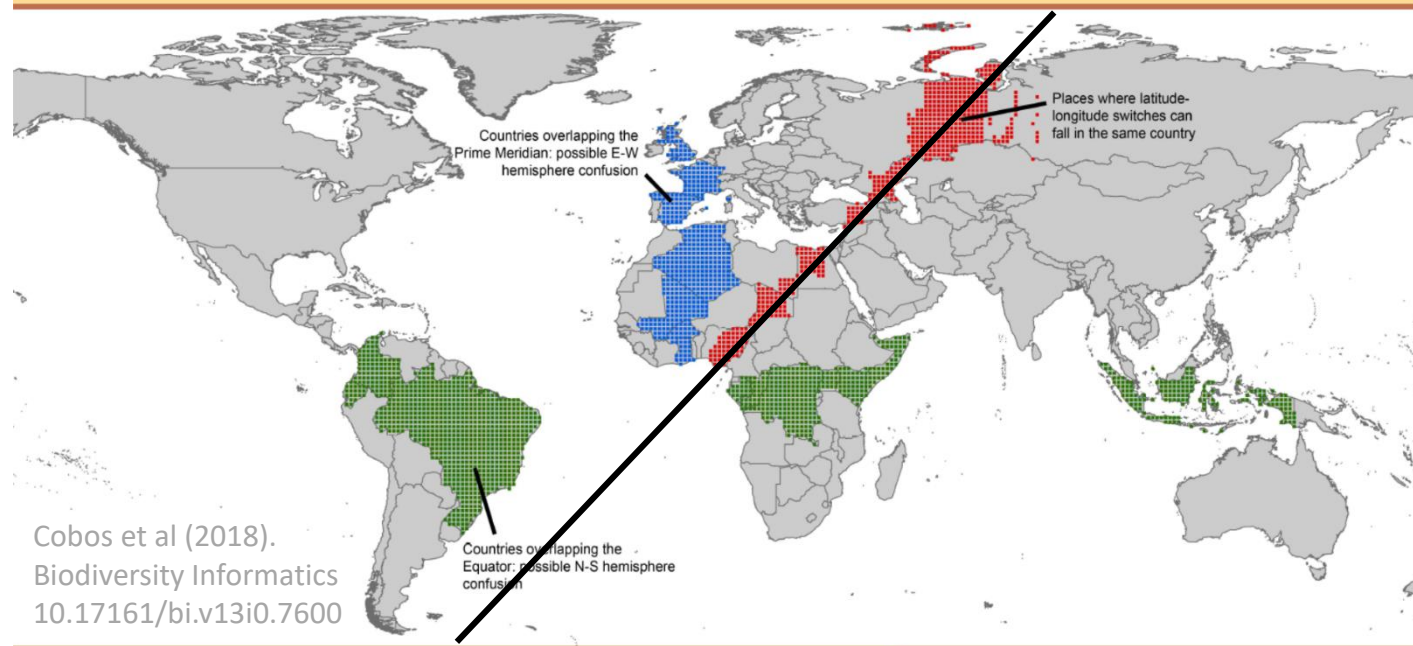 Places where latitude-
longitude switches can
fall in the same country
Countries overlapping the
Prime Meridian: possible E-W
hemisphere confusion
Countries overlapping the
Equator: possible N-S hemisphere
confusion
Cobos et al (2018).
Biodiversity Informatics
10.17161/bi.v13i0.7600